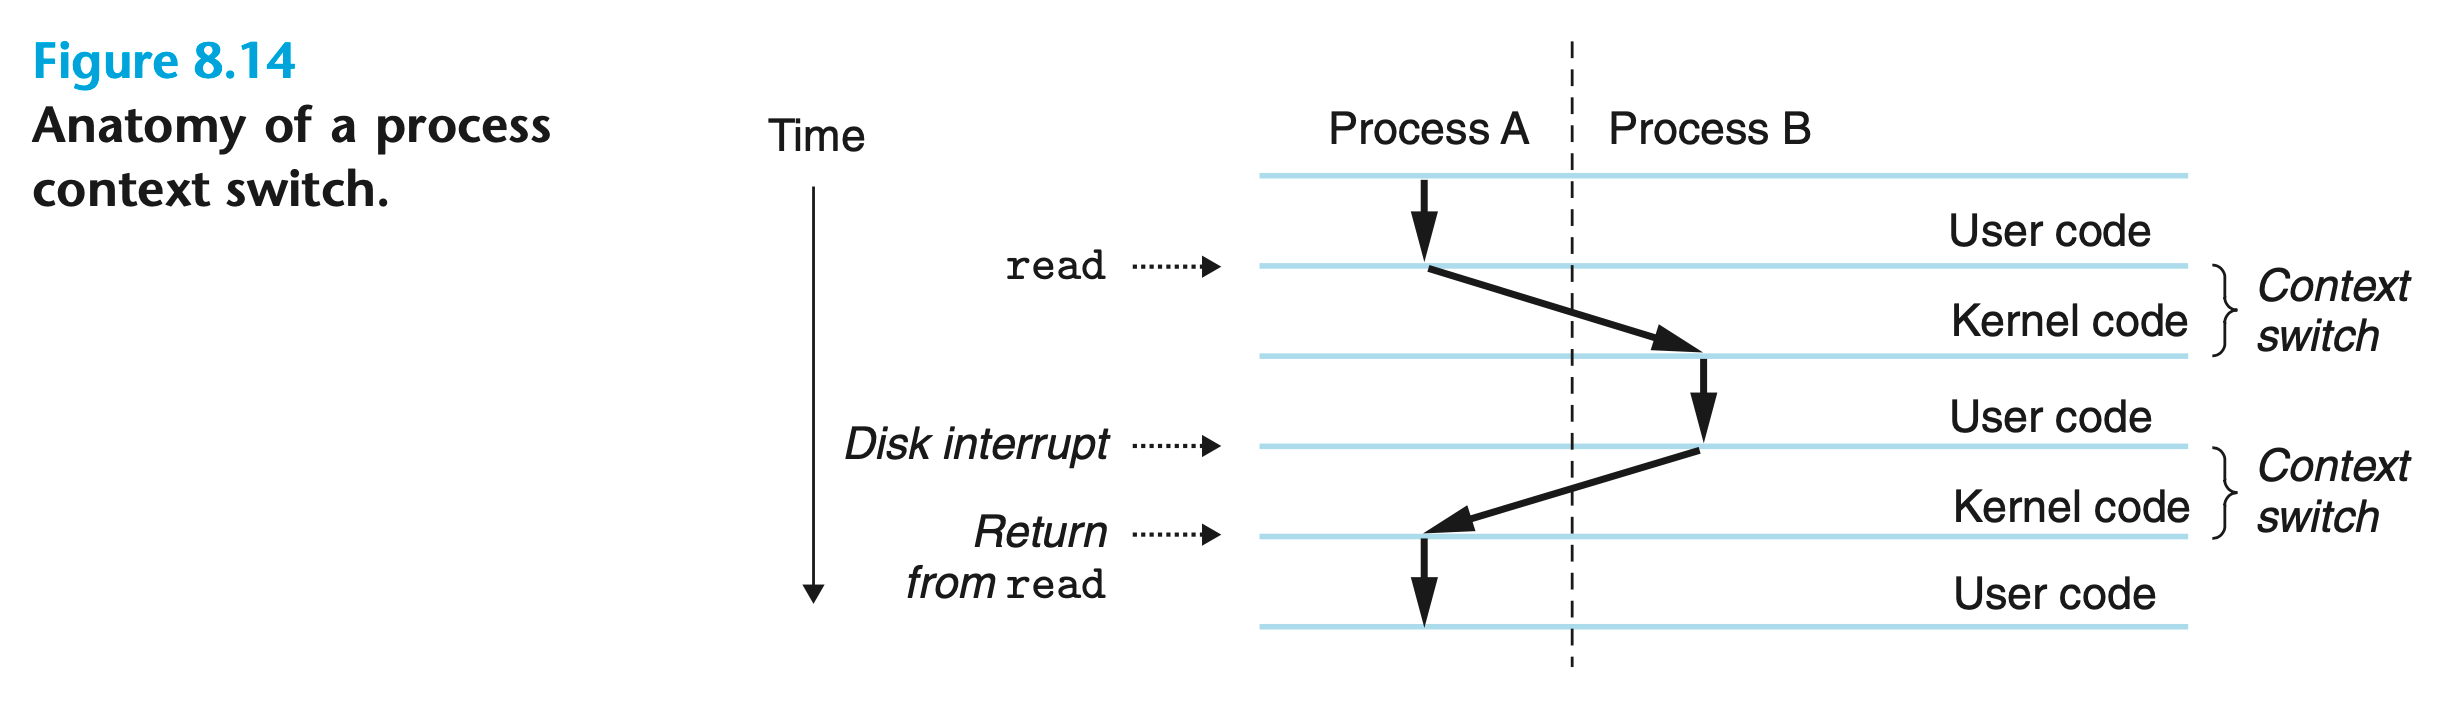 Figure 8.14
Anatomy of a process
context switch.
Time
Process A
Process B
User code
read
Context
switch
Kernel code
User code
Disk interrupt
Context
switch
Kernel code
Return
from read
User code